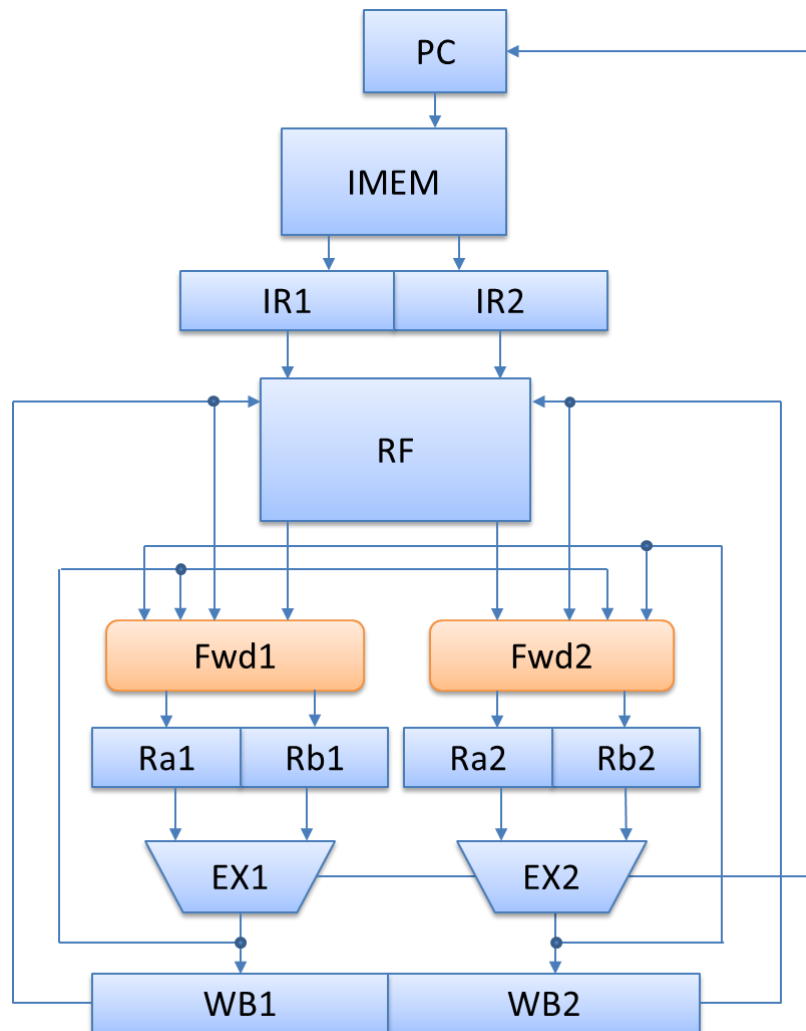 PC
IMEM
IR1 IR2
RF
Fwd1 Fwd2
Ra1 Rb1 Ra2 Rb2
EX1 EX2
WB1 WB2